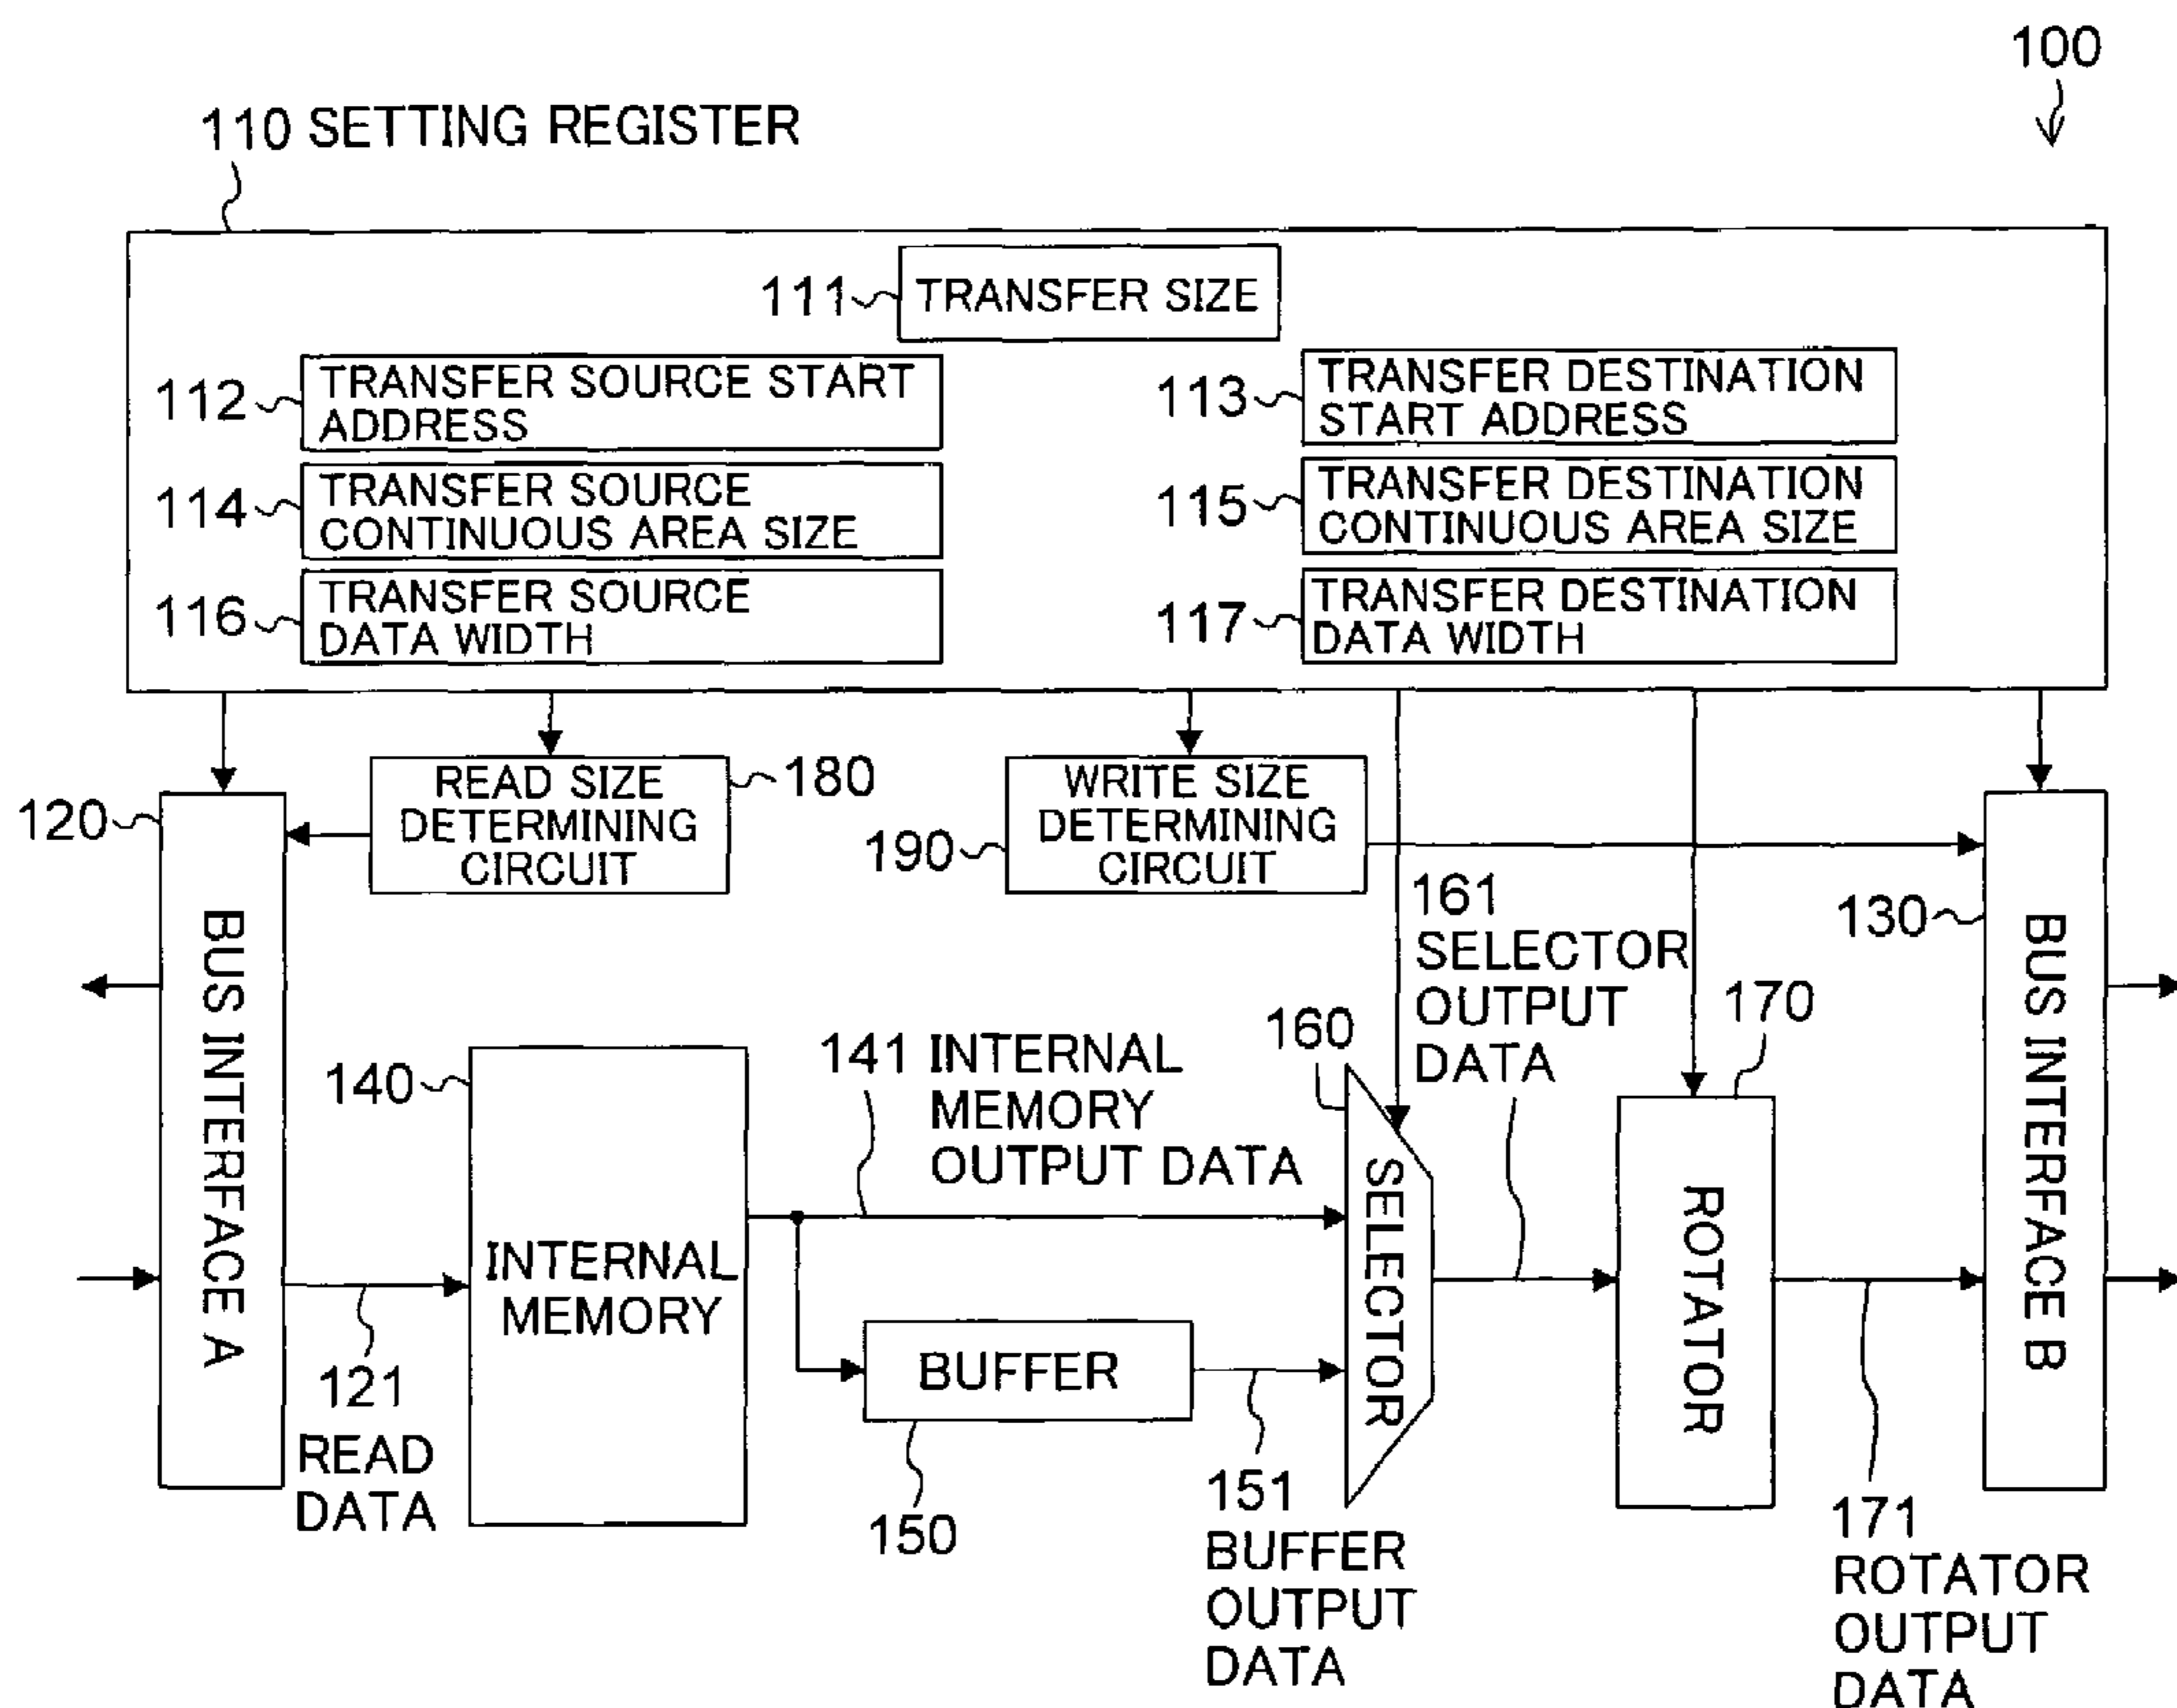 100
110 SETTING REGISTER
111
TRANSFER SIZE
112
TRANSFER SOURCE START
ADDRESS
113
TRANSFER DESTINATION
START ADDRESS
114
TRANSFER SOURCE
CONTINUOUS AREA SIZE
115
TRANSFER DESTINATION
CONTINUOUS AREA SIZE
116
TRANSFER SOURCE
DATA WIDTH
117
TRANSFER DESTINATION
DATA WIDTH
120
READ SIZE
DETERMINING
CIRCUIT
180
190
WRITE SIZE
DETERMINING
CIRCUIT
130
BUS INTERFACE A
161
SELECTOR
OUTPUT
DATA
170
BUS INTERFACE B
140
INTERNAL
MEMORY
141 INTERNAL
MEMORY
OUTPUT DATA
160
SELECTOR
ROTATOR
121
READ
DATA
BUFFER
150
151
BUFFER
OUTPUT
DATA
171
ROTATOR
OUTPUT
DATA